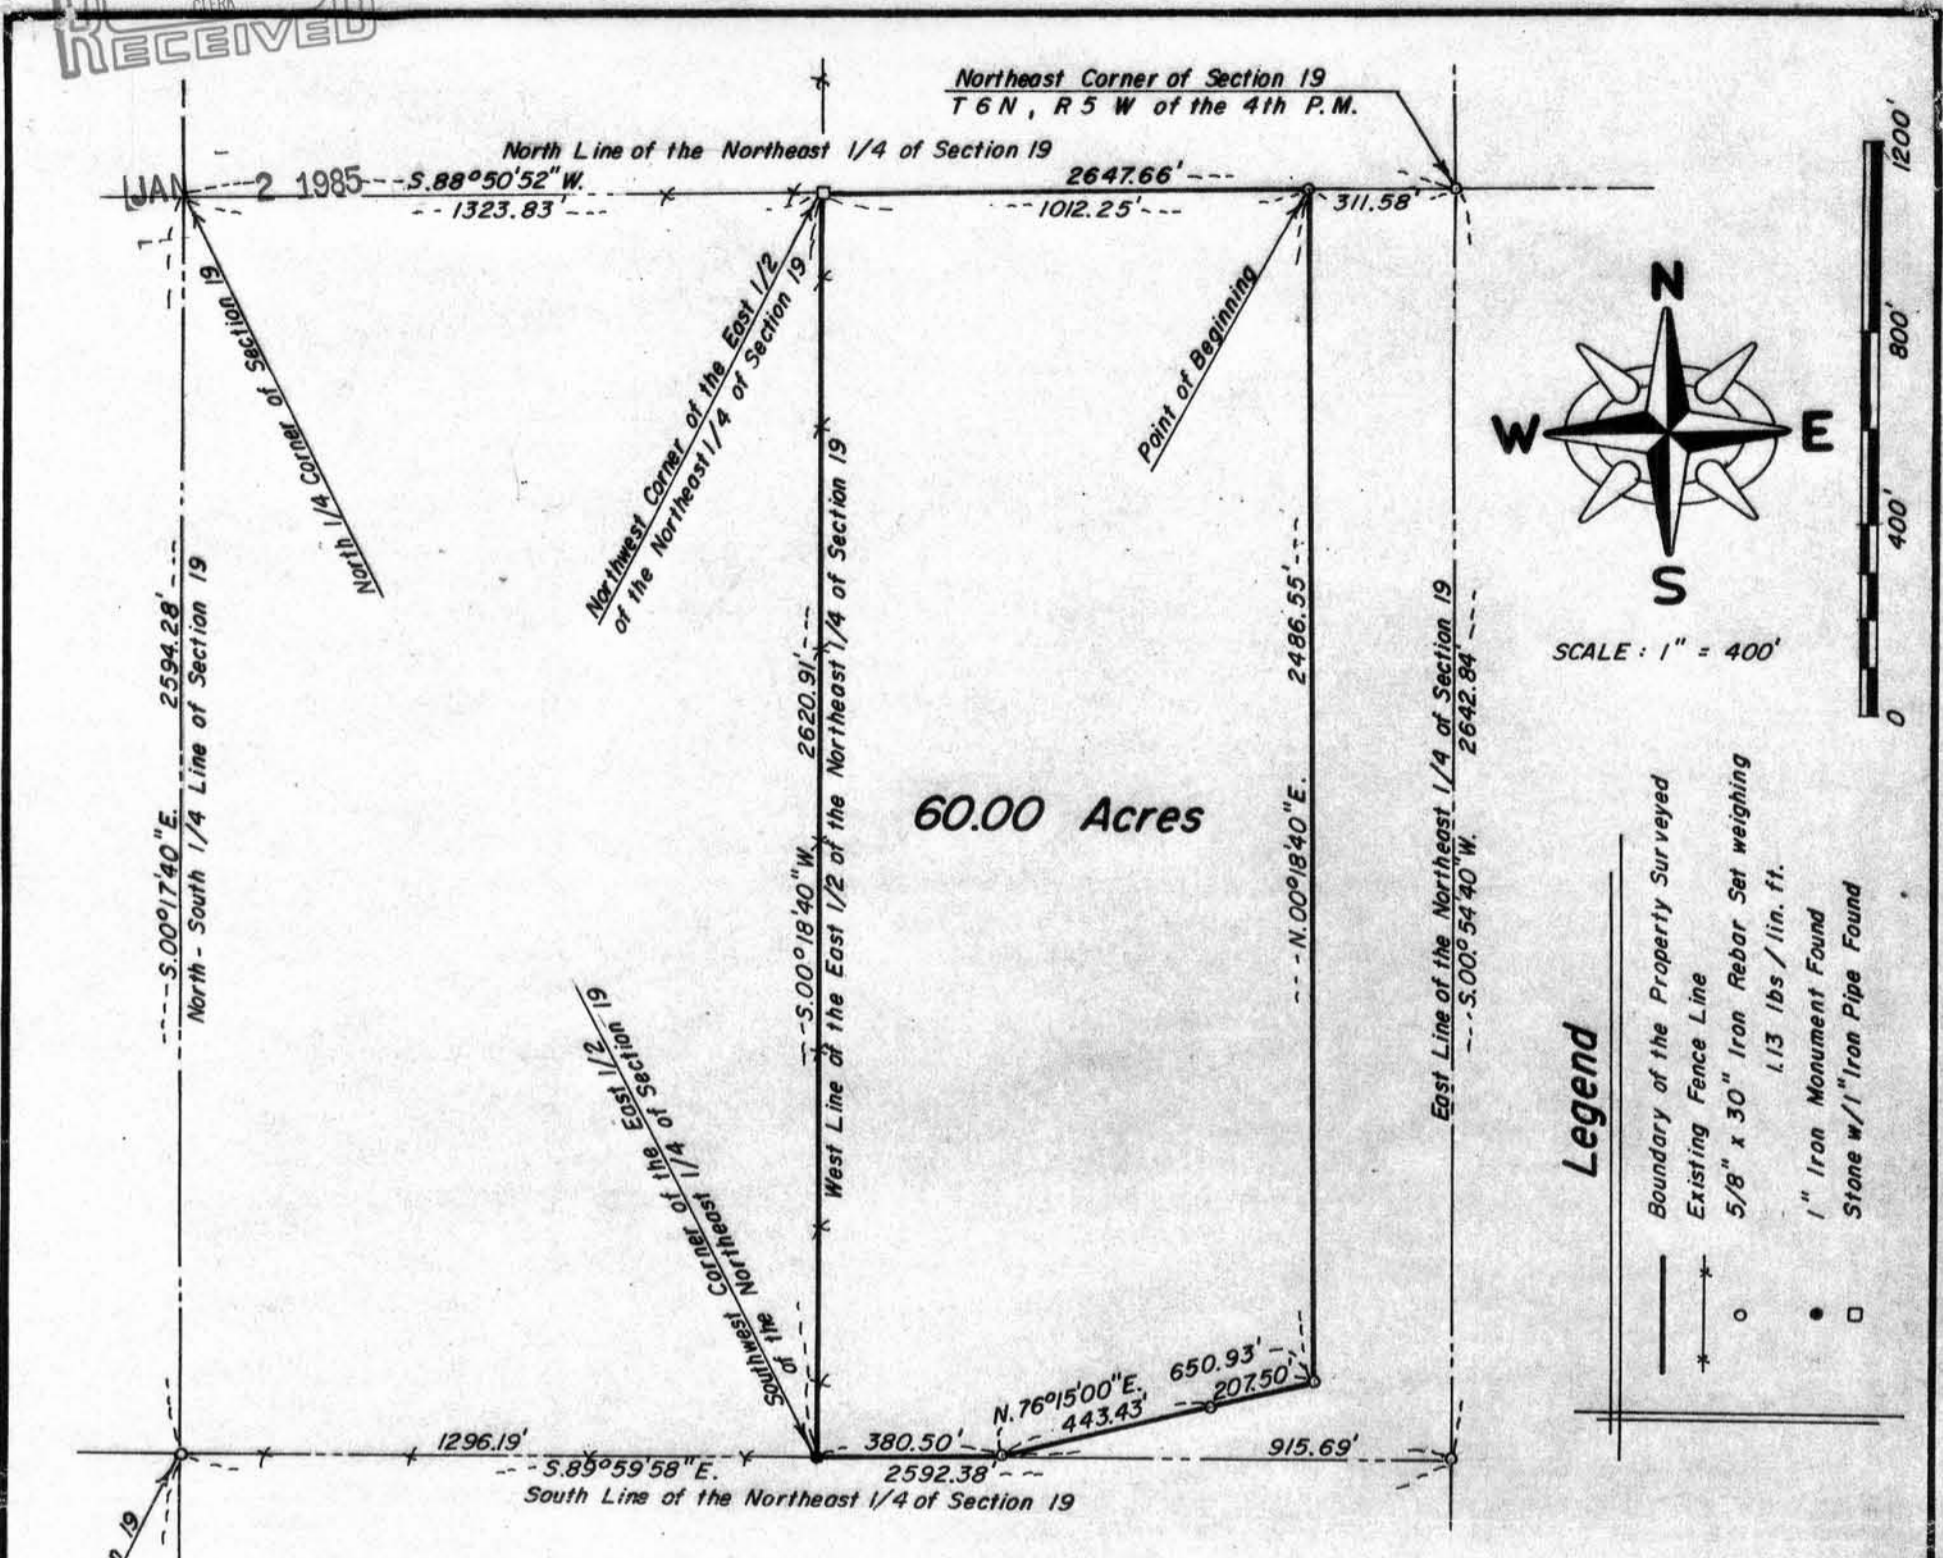 CLERK
RECEIVED
JAN 2 1985
Northeast Corner of Section 19
T 6 N , R 5 W of the 4th P.M.
North Line of the Northeast 1/4 of Section 19
S.88°50'52"W. 2647.66'
1323.83'
1012.25'
311.58'
North 1/4 Corner of Section 19
Northwest Corner of the East 1/2
of the Northeast 1/4 of Section 19
Point of Beginning
S.00°17'40"E. 2594.28'
North - South 1/4 Line of Section 19
S.00°18'40"W. 2620.91'
West Line of the East 1/2 of the Northeast 1/4 of Section 19
60.00 Acres
N.00°18'40"E. 2486.55'
East Line of the Northeast 1/4 of Section 19
S.00°54'40"W. 2642.84'
Southwest Corner of the East 1/2
of the Northeast 1/4 of Section 19
N.76°15'00"E. 650.93'
443.43'
207.50'
1296.19'
380.50'
915.69'
S.89°59'58"E. 2592.38'
South Line of the Northeast 1/4 of Section 19
19
N
W
E
S
SCALE : 1" = 400'
0 400' 800' 1200'
Legend
Boundary of the Property Surveyed
Existing Fence Line
5/8" x 30" Iron Rebar Set weighing
1.13 lbs / lin. ft.
1" Iron Monument Found
Stone w/1" Iron Pipe Found